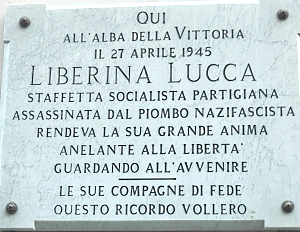 QUI
ALL'ALBA DELLA VITTORIA
IL 27 APRILE 1945
LIBERINA LUCCA
STAFFETTA SOCIALISTA PARTIGIANA
ASSASSINATA DAL PIOMBO NAZIFASCISTA
RENDEVA LA SUA GRANDE ANIMA
ANELANTE ALLA LIBERTA'
GUARDANDO ALL'AVVENIRE
LE SUE COMPAGNE DI FEDE
QUESTO RICORDO VOLLERO